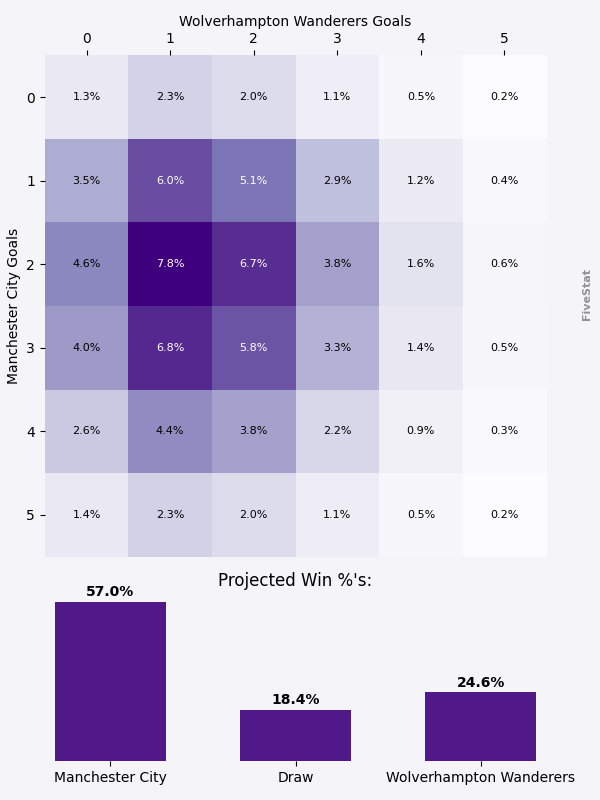 Wolverhampton Wanderers Goals
0 1 2 3 4 5
0 1.3% 2.3% 2.0% 1.1% 0.5% 0.2%
1 3.5% 6.0% 5.1% 2.9% 1.2% 0.4%
2 4.6% 7.8% 6.7% 3.8% 1.6% 0.6%
3 4.0% 6.8% 5.8% 3.3% 1.4% 0.5%
4 2.6% 4.4% 3.8% 2.2% 0.9% 0.3%
5 1.4% 2.3% 2.0% 1.1% 0.5% 0.2%
Manchester City Goals
FiveStat
Projected Win %'s:
57.0% 18.4% 24.6%
Manchester City Draw Wolverhampton Wanderers